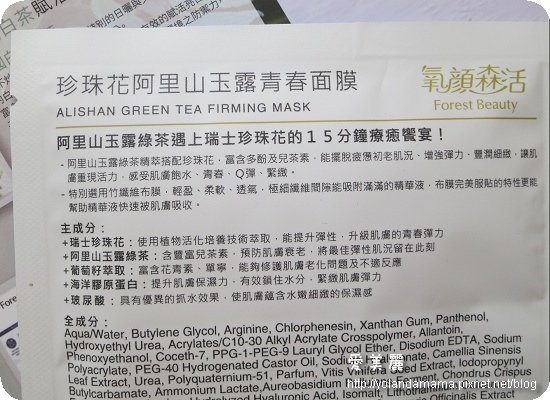 珍珠花阿里山玉露青春面膜
ALISHAN GREEN TEA FIRMING MASK
氧顏森活
Forest Beauty
阿里山玉露綠茶遇上瑞士珍珠花的15分鐘療癒饗宴！
- 阿里山玉露綠茶精萃搭配珍珠花，富含多酚及兒茶素，能擺脫疲憊初老肌況、增強彈力、豐潤細緻，讓肌
膚重現活力，感受肌膚飽水、青春、Q彈、緊緻。
- 特別選用竹纖維布膜，輕盈、柔軟、透氣，極細纖維間隙能吸附滿滿的精華液，布膜完美服貼的特性更能
幫助精華液快速被肌膚吸收。
主成分：
+瑞士珍珠花：使用植物活化培養技術萃取，能提升彈性，升級肌膚的青春彈力
+阿里山玉露綠茶：含豐富兒茶素，預防肌膚衰老，將最佳彈性肌況留在此刻
+葡萄籽萃取：富含花青素、單寧，能夠修護肌膚老化問題及不適反應
+海洋膠原蛋白：提升肌膚保濕力，有效鎖住水分，緊緻肌膚彈力
+玻尿酸：具有優異的抓水效果，使肌膚蘊含水嫩細緻的保濕感
全成分：
Aqua/Water, Butylene Glycol, Arginine, Chlorphenesin, Xanthan Gum, Panthenol,
Hydroxyethyl Urea, Acrylates/C10-30 Alkyl Acrylate Crosspolymer, Allantoin,
Phenoxyethanol, Coceth-7, PPG-1-PEG-9 Lauryl Glycol Ether, Disodium EDTA, Sodium
Polyacrylate, PEG-40 Hydrogenated Castor Oil, Sodium Hyaluronate, Camellia Sinensis
Leaf Extract, Urea, Polyquaternium-51, Parfum, Vitis Vinifera Seed Extract, Chondrus Crispus
Butylcarbamate, Ammonium Lactate, Aureobasidium
Hydrolyzed Hyaluronic Acid, Isomalt, Lithothamnion
Officinalis Extract
愛美麗
http://yolandamama.pixnet.net/blog